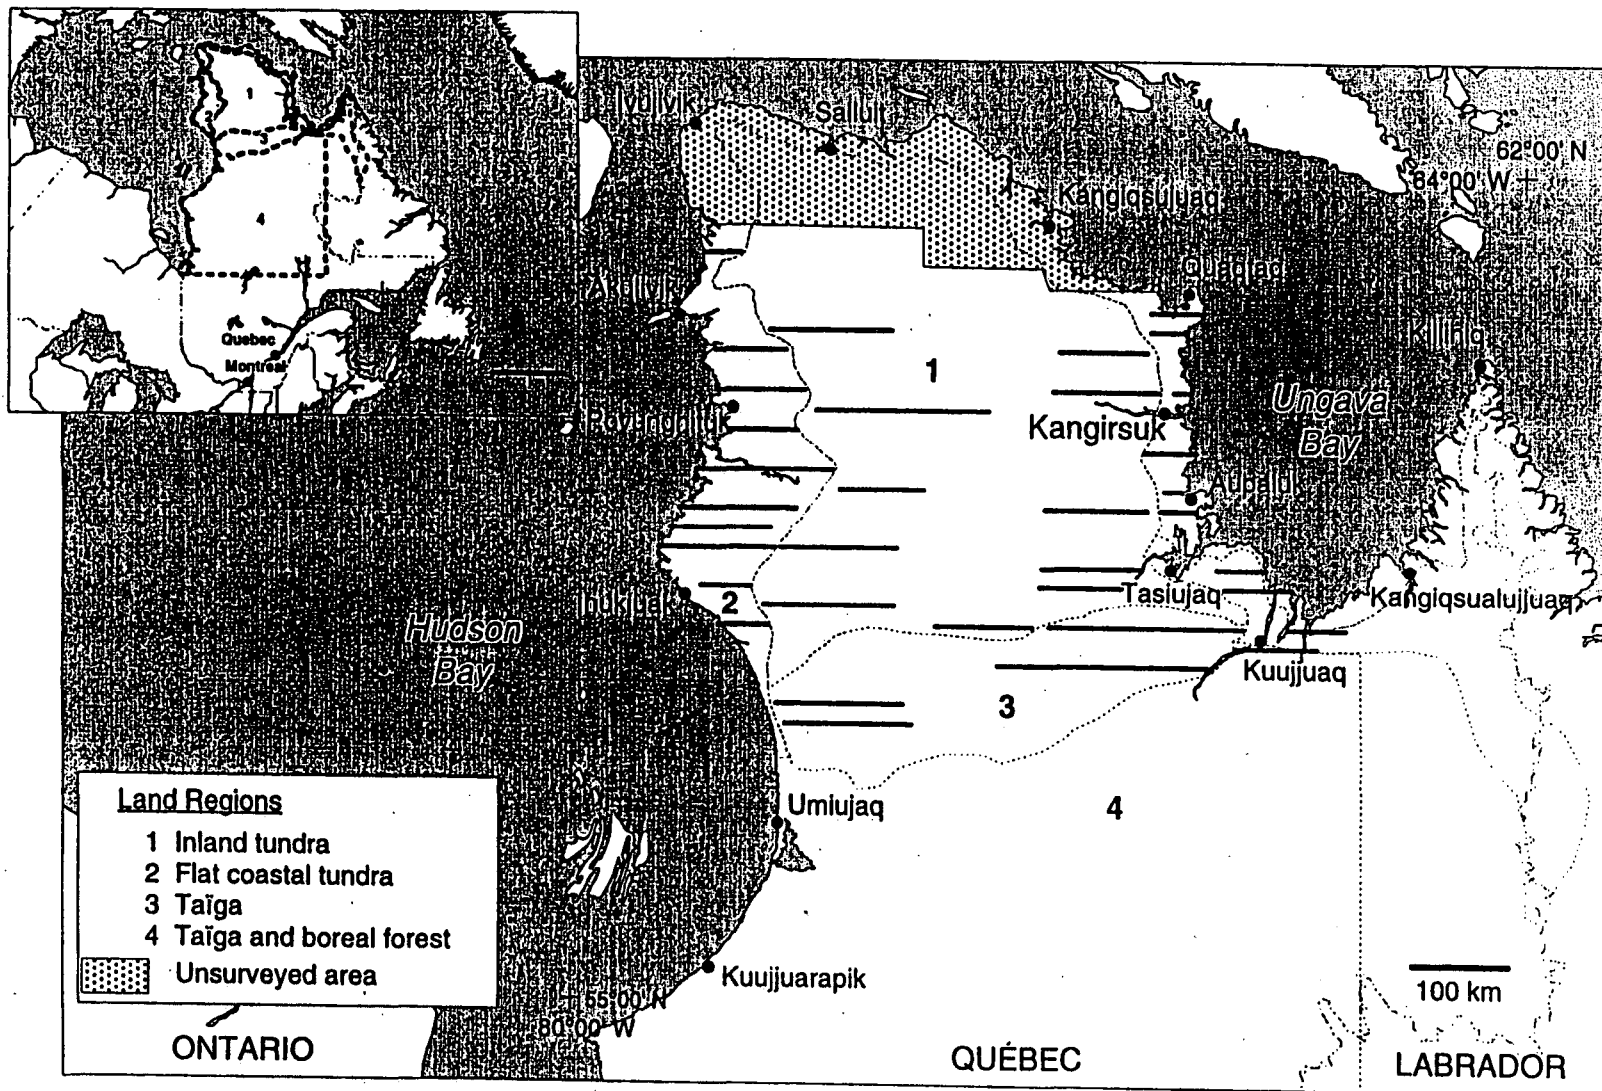 1
2
3
4
Quebec
Montreal
Ivujivik
Salluit
62°00' N
64°00' W
Kangiqsujuaq
Quaqtaq
Akulivik
Killiniq
1
Ungava
Bay
Povungnituk
Kangirsuk
Aupaluk
Inukjuak
2
Tasiujaq
Kangiqsualujjuaq
Hudson
Bay
Kuujjuaq
3
Land Regions
1 Inland tundra
2 Flat coastal tundra
3 Taïga
4 Taïga and boreal forest
Unsurveyed area
Umiujaq
4
Kuujjuarapik
55°00' N
80°00' W
100 km
ONTARIO
QUÉBEC
LABRADOR